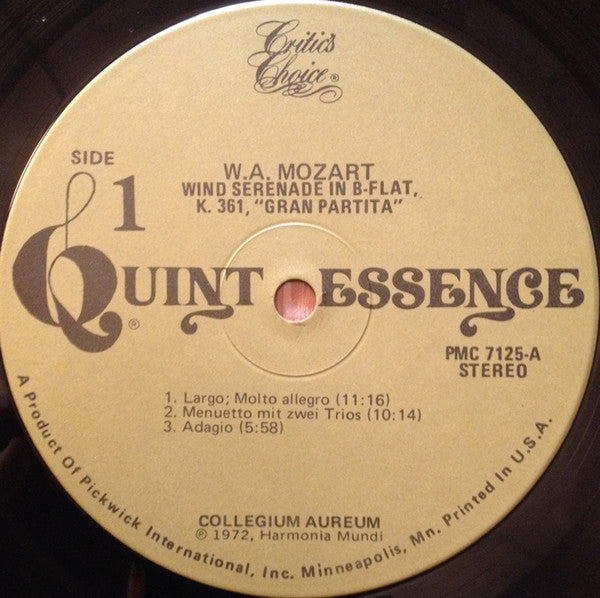 Critic's
Choice®
SIDE
1
W.A. MOZART
WIND SERENADE IN B-FLAT,
K. 361, "GRAN PARTITA"
QUINTESSENCE
®
PMC 7125-A
STEREO
1. Largo; Molto allegro (11:16)
2. Menuetto mit zwei Trios (10:14)
3. Adagio (5:58)
COLLEGIUM AUREUM
℗ 1972, Harmonia Mundi
A Product Of Pickwick International, Inc. Minneapolis, Mn. Printed In U.S.A.